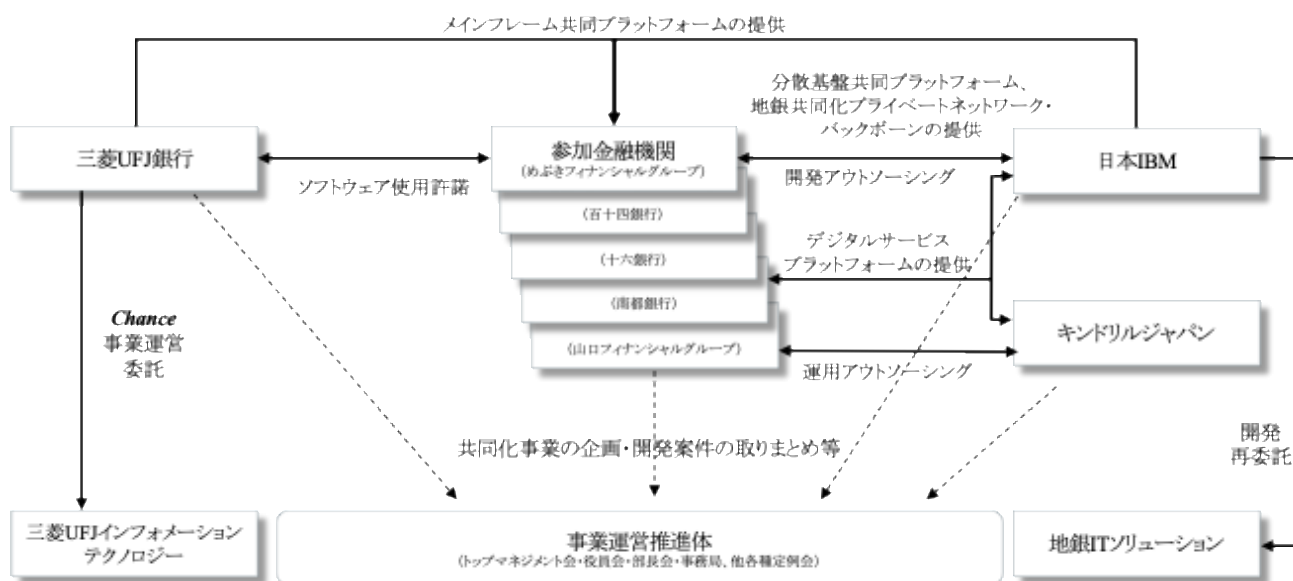 メインフレーム共同プラットフォームの提供
分散基盤共同プラットフォーム、
地銀共同化プライベートネットワーク・
バックボーンの提供
三菱UFJ銀行
参加金融機関
(めぶきフィナンシャルグループ)
日本IBM
ソフトウェア使用許諾
開発アウトソーシング
(百十四銀行)
(十六銀行)
デジタルサービス
プラットフォームの提供
(南都銀行)
Chance
事業運営
委託
キンドリルジャパン
(山口フィナンシャルグループ)
運用アウトソーシング
共同化事業の企画・開発案件の取りまとめ等
開発
再委託
三菱UFJインフォメーション
テクノロジー
事業運営推進体
(トップマネジメント会・役員会・部長会・事務局、他各種定例会)
地銀ITソリューション